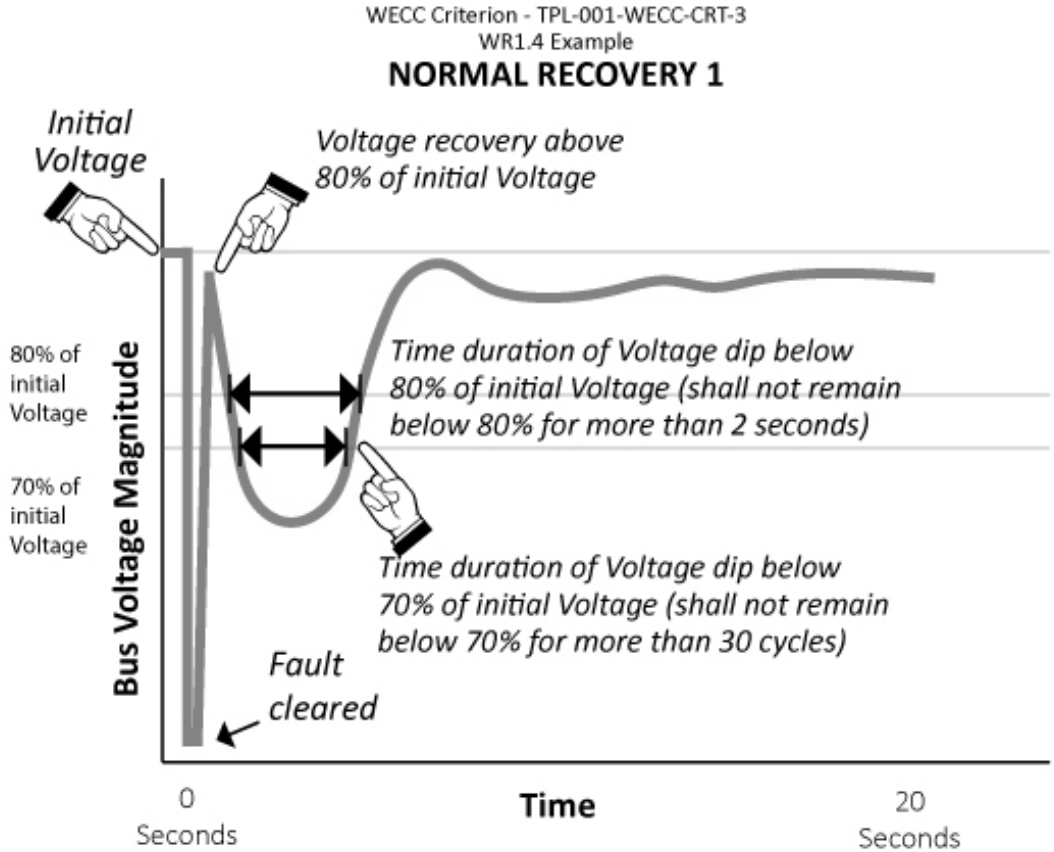 WECC Criterion - TPL-001-WECC-CRT-3
WR1.4 Example
NORMAL RECOVERY 1
Initial
Voltage
Voltage recovery above
80% of initial Voltage
80% of
initial
Voltage
Time duration of Voltage dip below
80% of initial Voltage (shall not remain
below 80% for more than 2 seconds)
70% of
initial
Voltage
Bus Voltage Magnitude
Time duration of Voltage dip below
70% of initial Voltage (shall not remain
below 70% for more than 30 cycles)
Fault
cleared
0
Seconds
Time
20
Seconds